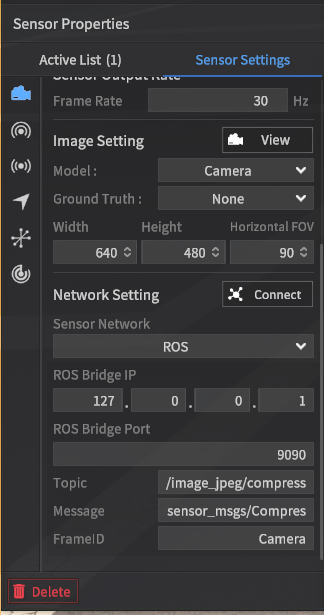 Sensor Properties
Active List (1) Sensor Settings
Sensor Output Rate
Frame Rate 30 Hz
Image Setting View
Model : Camera
Ground Truth : None
Width Height Horizontal FOV
640 480 90
Network Setting Connect
Sensor Network
ROS
ROS Bridge IP
127 . 0 . 0 . 1
ROS Bridge Port
9090
Topic /image_jpeg/compress
Message sensor_msgs/Compres
FrameID Camera
Delete